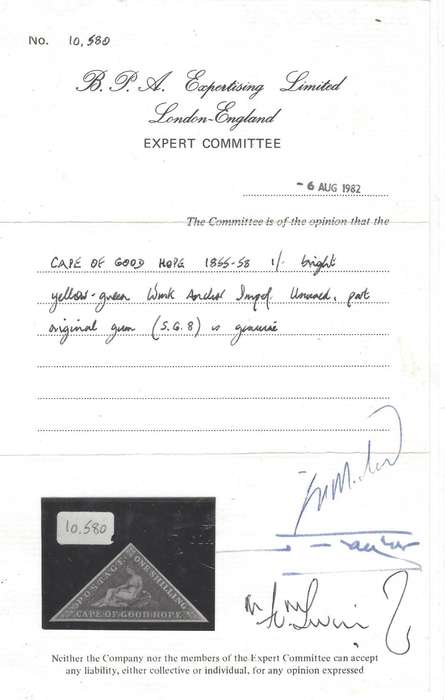 No. 10,580
B. P. A. Expertising Limited
London-England
EXPERT COMMITTEE
- 6 AUG 1982
The Committee is of the opinion that the
CAPE OF GOOD HOPE 1855-58 1/- bright
yellow-green Wmk Anchor Imperf. Unused, part
original gum (S.G.8) is genuine
10,580
POSTAGE
ONE SHILLING
CAPE·OF·GOOD·HOPE
Neither the Company nor the members of the Expert Committee can accept
any liability, either collective or individual, for any opinion expressed